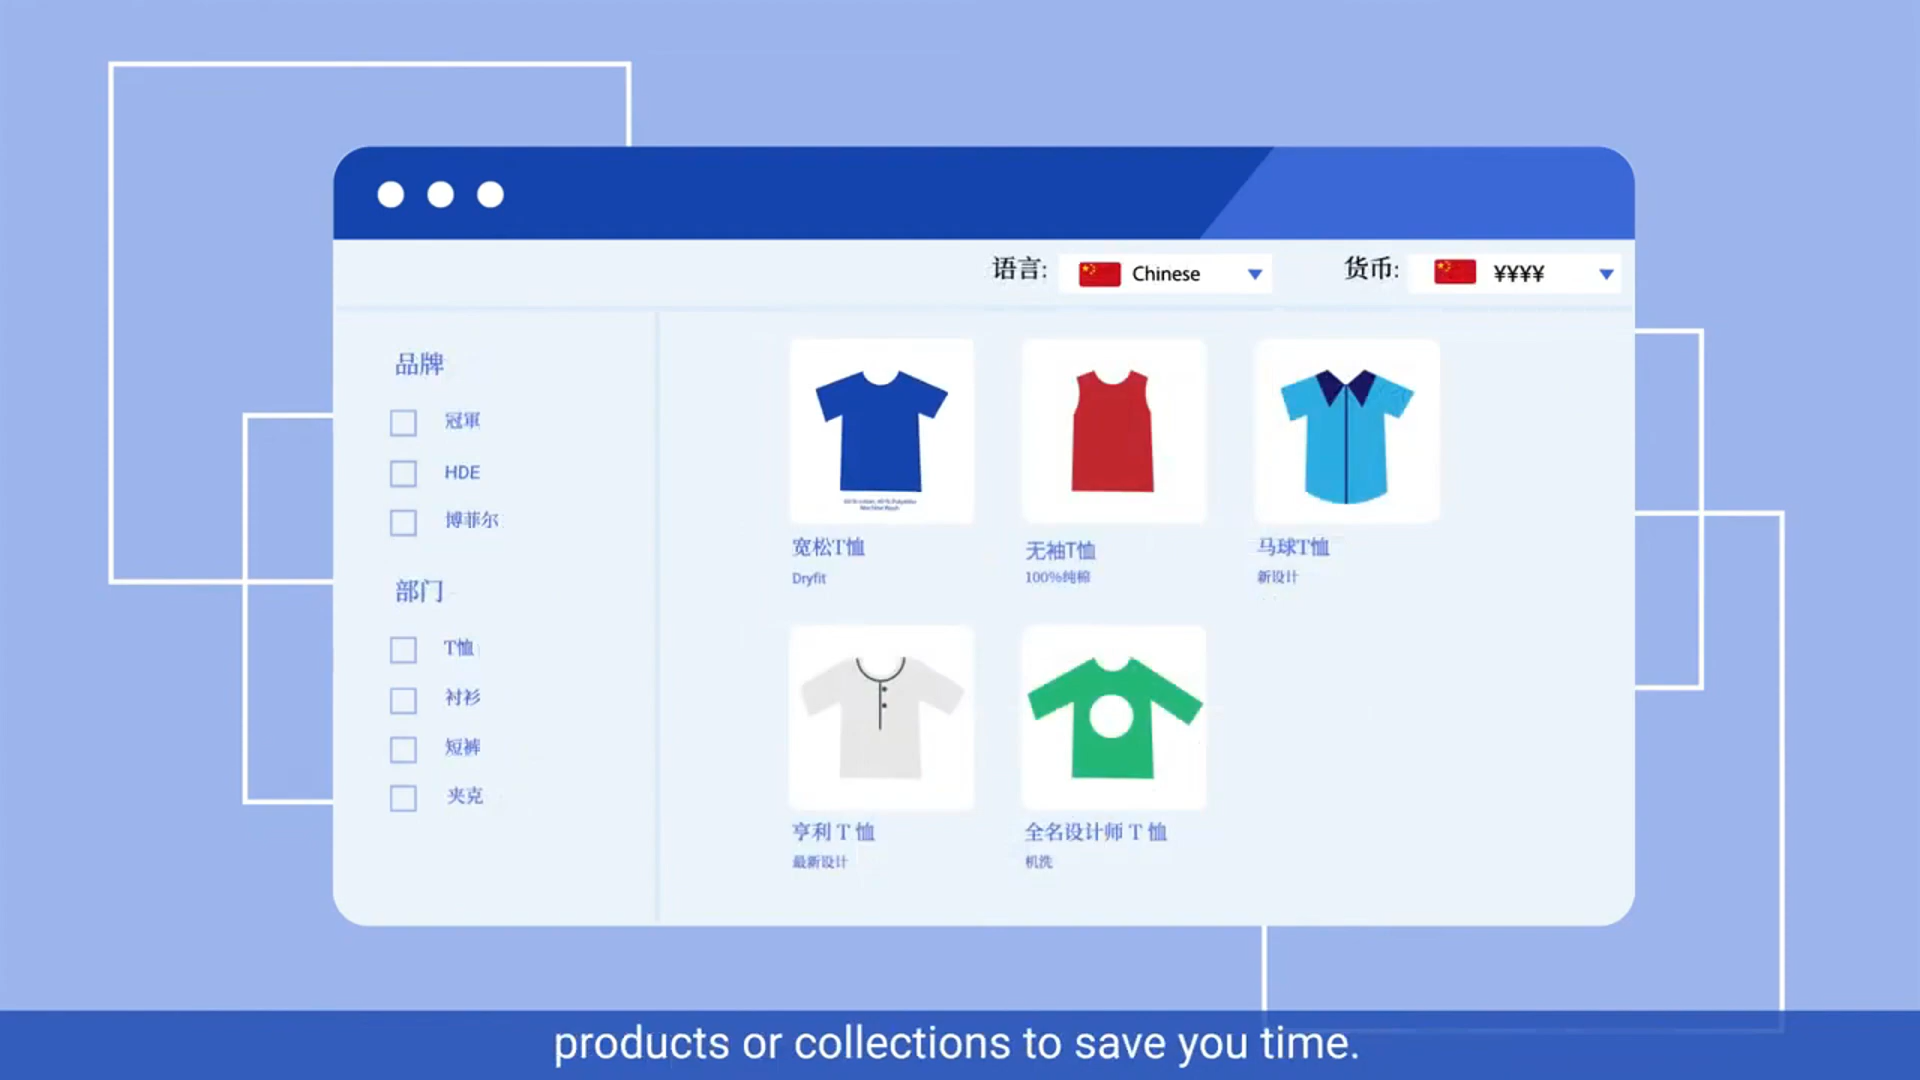 语言: Chinese 货币: ¥¥¥¥
品牌
冠軍
HDE
博菲尔
部门
T恤
衬衫
短裤
夹克
宽松T恤
Dryfit
无袖T恤
100%纯棉
马球T恤
新设计
亨利 T 恤
最新设计
全名设计师 T 恤
机洗
products or collections to save you time.